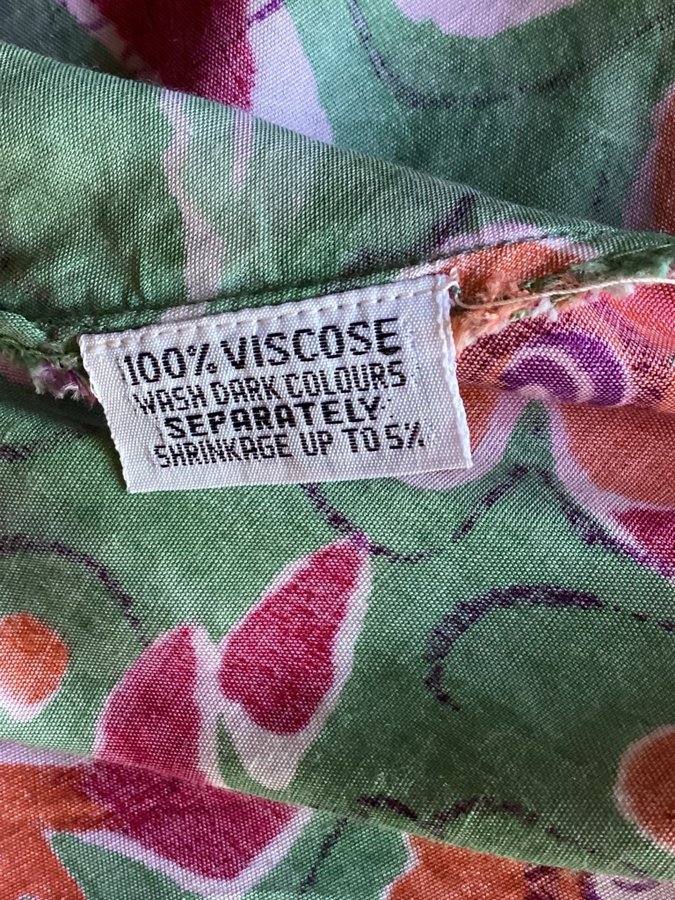 100% VISCOSE
WASH DARK COLOURS
SEPARATELY
SHRINKAGE UP TO 5%